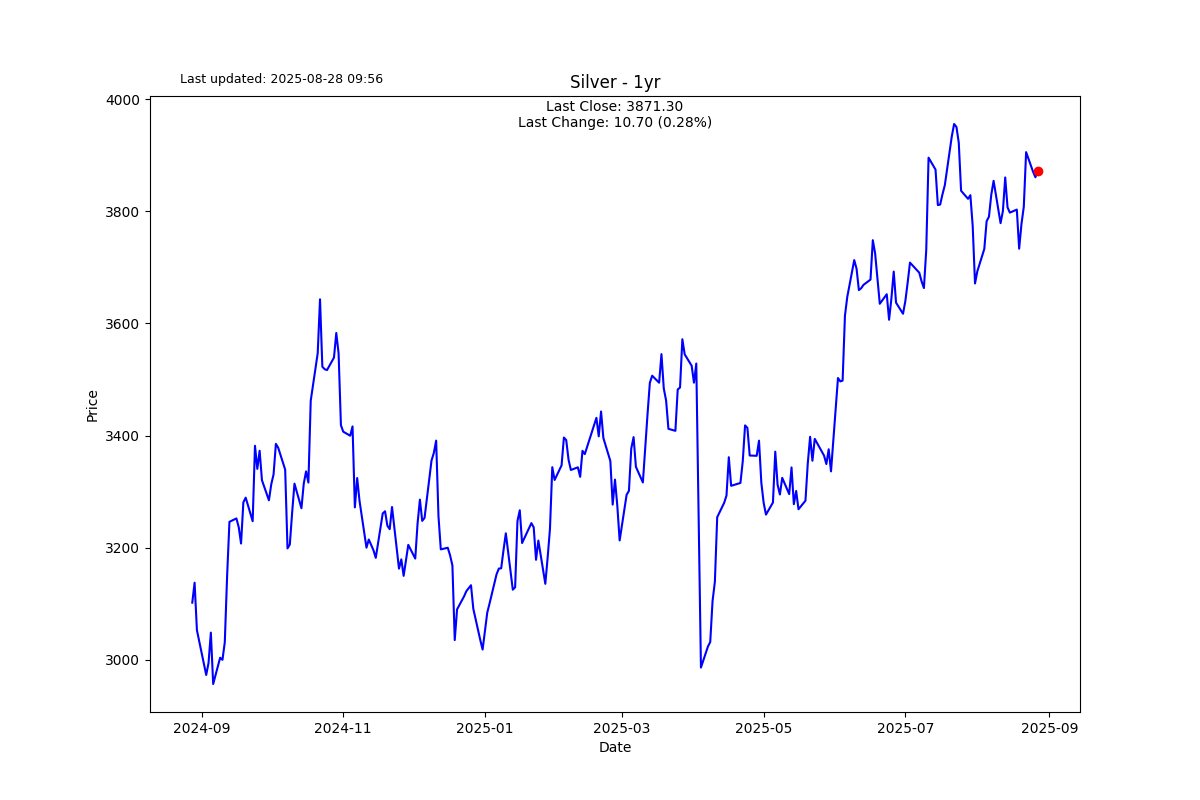 Last updated: 2025-08-28 09:56
Silver - 1yr
Last Close: 3871.30
Last Change: 10.70 (0.28%)
4000
3800
3600
3400
3200
3000
Price
2024-09
2024-11
2025-01
2025-03
2025-05
2025-07
2025-09
Date